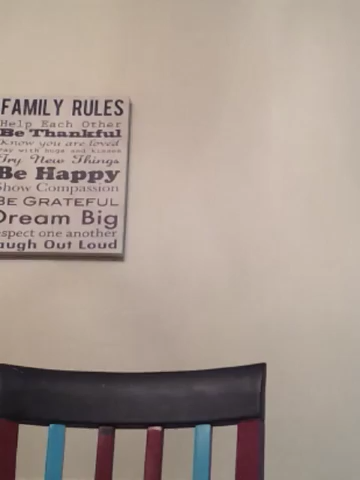 FAMILY RULES
Help Each Other
Be Thankful
Know you are loved
with hugs and kisses
Try New Things
Be Happy
Show Compassion
BE GRATEFUL
Dream Big
espect one another
augh Out Loud